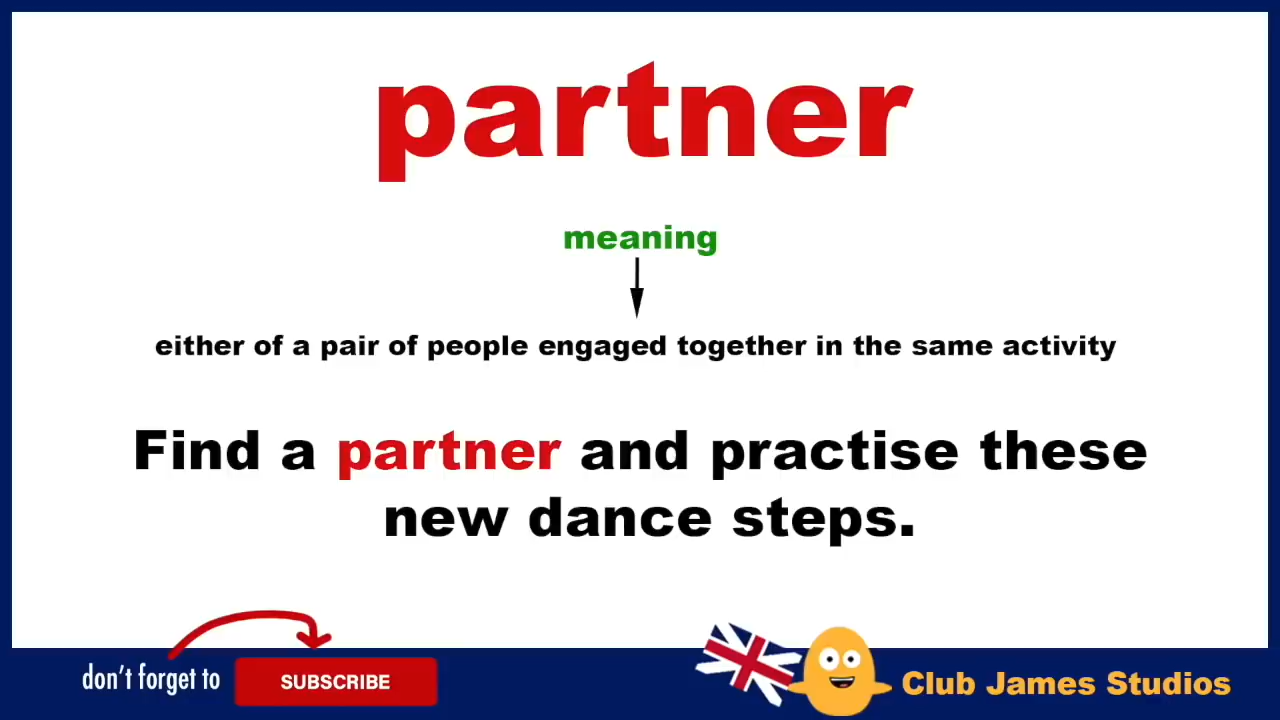 partner
meaning
either of a pair of people engaged together in the same activity
Find a partner and practise these
new dance steps.
don't forget to
SUBSCRIBE
Club James Studios